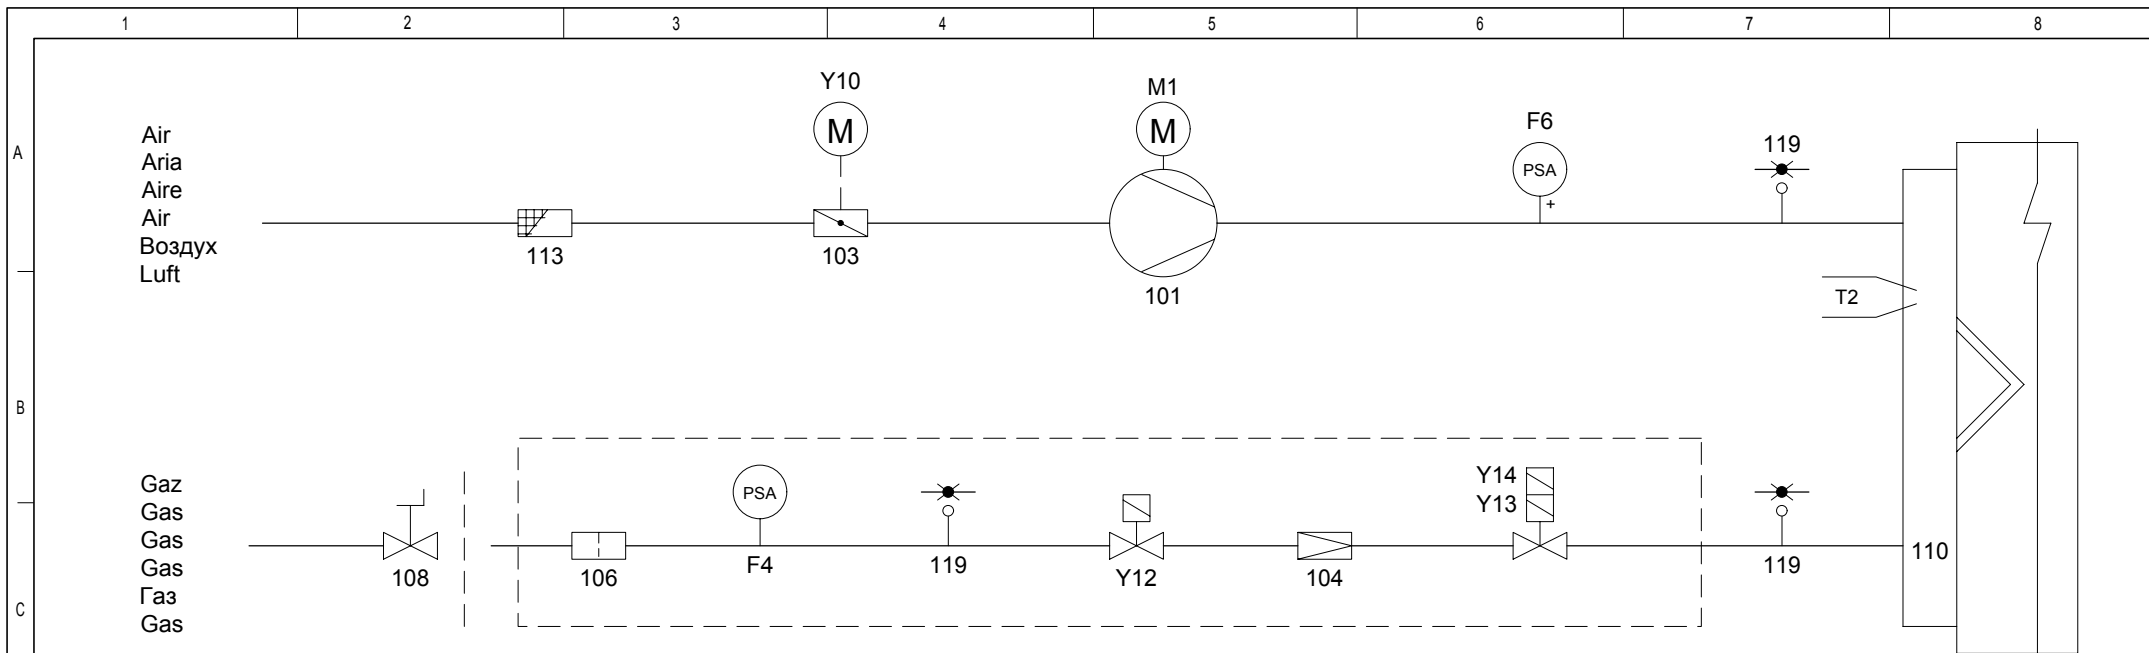 1 2 3 4 5 6 7 8
A
B
C
Air
Aria
Aire
Air
Воздух
Luft
Y10
M
M1
M
F6
PSA
+
119
113
103
101
T2
Gaz
Gas
Gas
Gas
Газ
Gas
PSA
Y14
Y13
108
106
F4
119
Y12
104
119
110